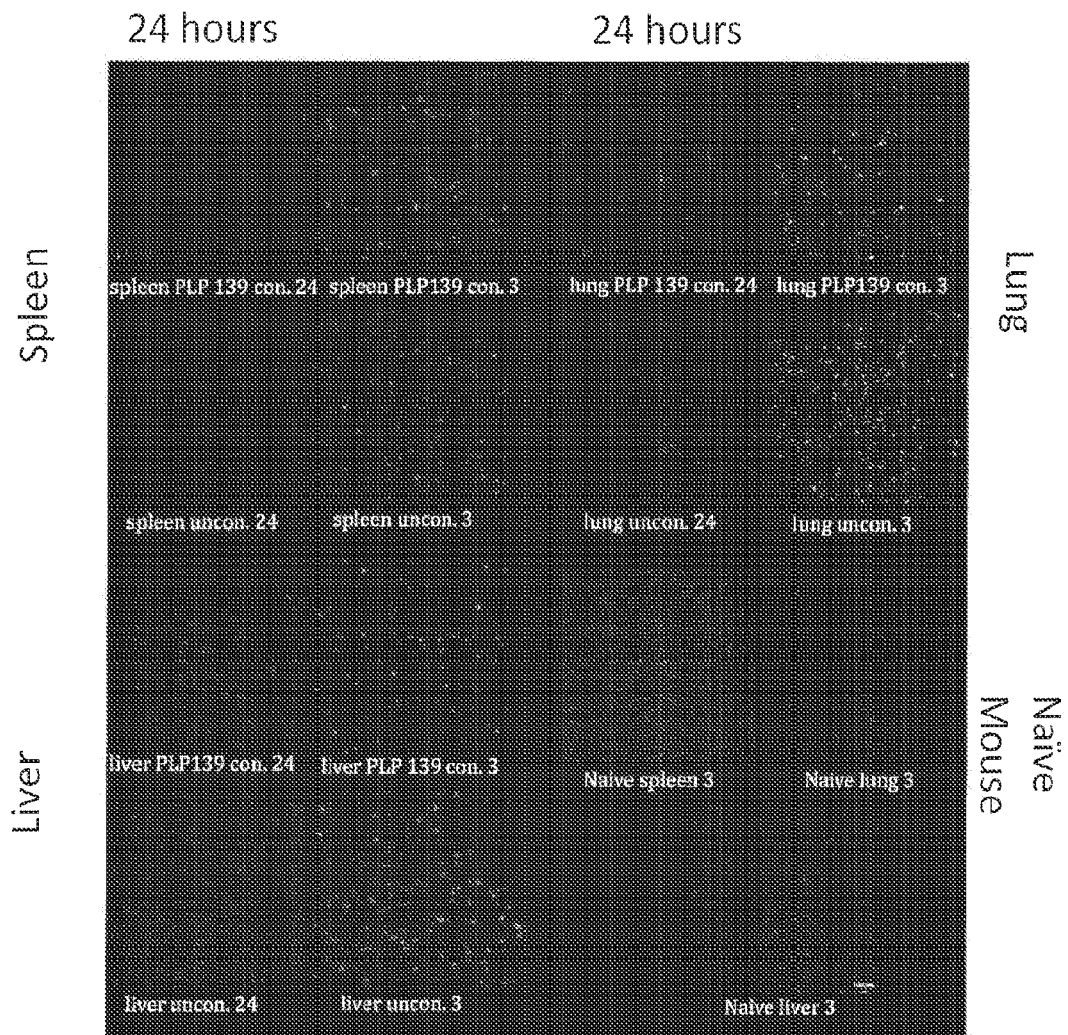 24 hours 24 hours
Spleen
Lung
spleen PLP 139 con. 24 spleen PLP139 con. 3 lung PLP 139 con. 24 lung PLP139 con. 3
spleen uncon. 24 spleen uncon. 3 lung uncon. 24 lung uncon. 3
Liver
Naïve
Mouse
liver PLP139 con. 24 liver PLP 139 con. 3 Naive spleen 3 Naive lung 3
liver uncon. 24 liver uncon. 3 Naive liver 3